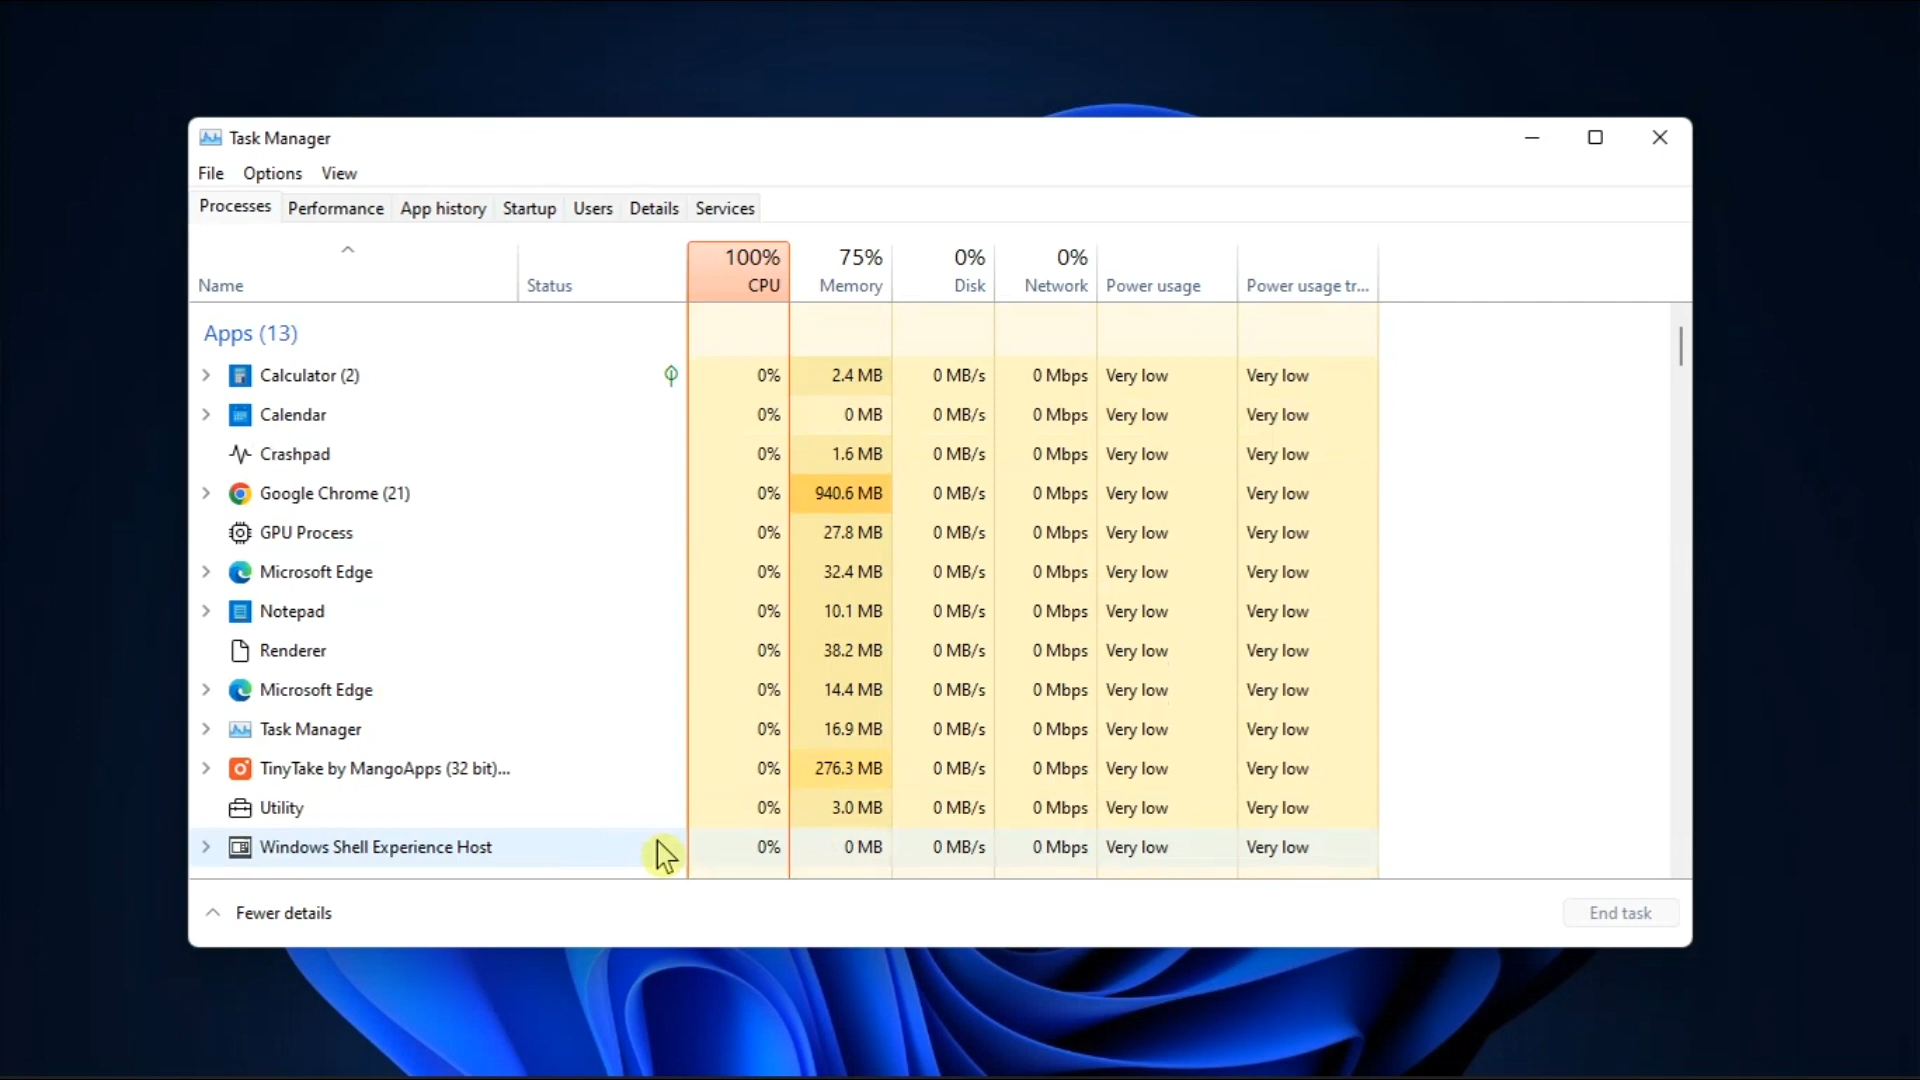 Task Manager
File Options View
Processes Performance App history Startup Users Details Services
100% 75% 0% 0%
Name Status CPU Memory Disk Network Power usage Power usage tr...
Apps (13)
Calculator (2) 0% 2.4 MB 0 MB/s 0 Mbps Very low Very low
Calendar 0% 0 MB 0 MB/s 0 Mbps Very low Very low
Crashpad 0% 1.6 MB 0 MB/s 0 Mbps Very low Very low
Google Chrome (21) 0% 940.6 MB 0 MB/s 0 Mbps Very low Very low
GPU Process 0% 27.8 MB 0 MB/s 0 Mbps Very low Very low
Microsoft Edge 0% 32.4 MB 0 MB/s 0 Mbps Very low Very low
Notepad 0% 10.1 MB 0 MB/s 0 Mbps Very low Very low
Renderer 0% 38.2 MB 0 MB/s 0 Mbps Very low Very low
Microsoft Edge 0% 14.4 MB 0 MB/s 0 Mbps Very low Very low
Task Manager 0% 16.9 MB 0 MB/s 0 Mbps Very low Very low
TinyTake by MangoApps (32 bit)... 0% 276.3 MB 0 MB/s 0 Mbps Very low Very low
Utility 0% 3.0 MB 0 MB/s 0 Mbps Very low Very low
Windows Shell Experience Host 0% 0 MB 0 MB/s 0 Mbps Very low Very low
Fewer details End task